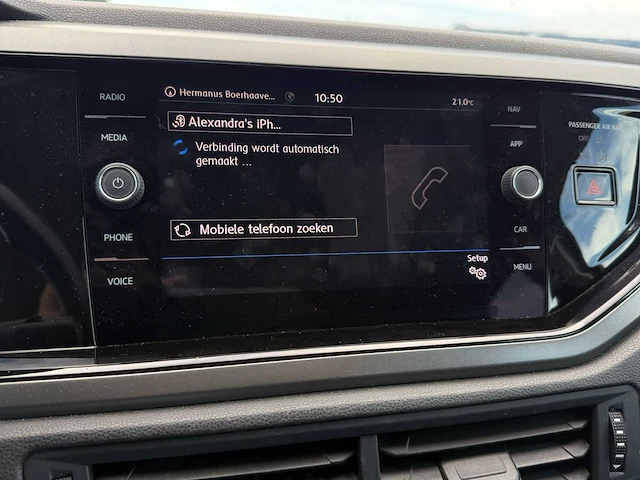 RADIO
MEDIA
PHONE
VOICE
Hermanus Boerhaave...
10:50
21.0°C
Alexandra's iPh...
Verbinding wordt automatisch
gemaakt ...
Mobiele telefoon zoeken
Setup
NAV
APP
CAR
MENU
PASSENGER AIR BAG
OFF